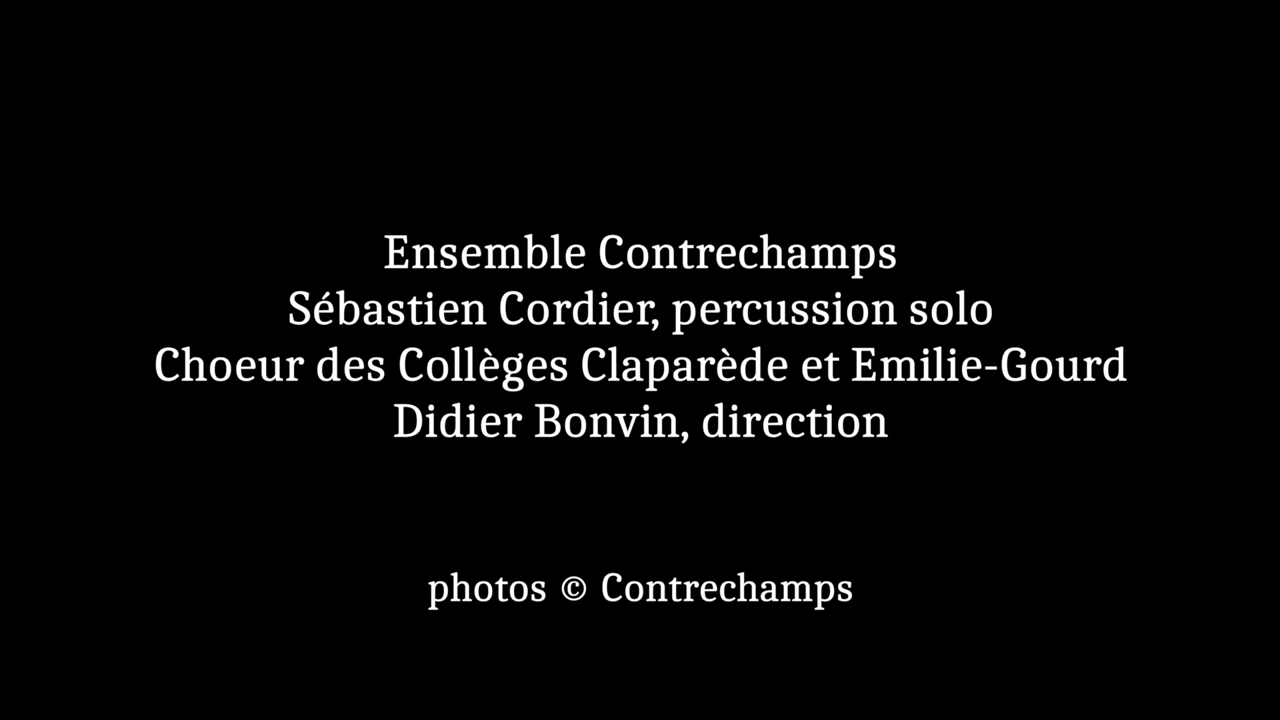 Ensemble Contrechamps
Sébastien Cordier, percussion solo
Choeur des Collèges Claparède et Emilie-Gourd
Didier Bonvin, direction
photos © Contrechamps